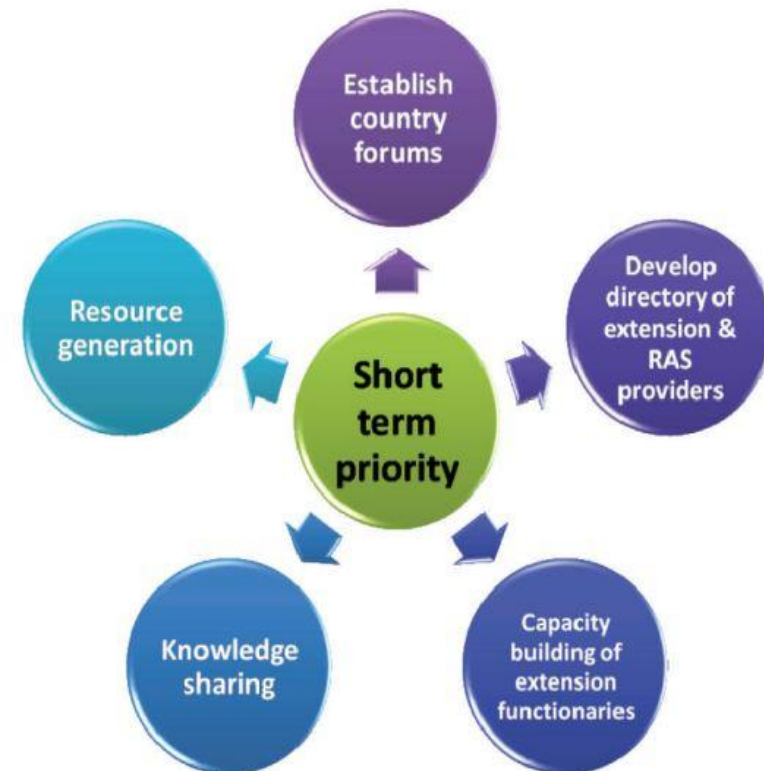 Establish
country
forums
Develop
directory of
extension &
RAS
providers
Capacity
building of
extension
functionaries
Knowledge
sharing
Resource
generation
Short
term
priority